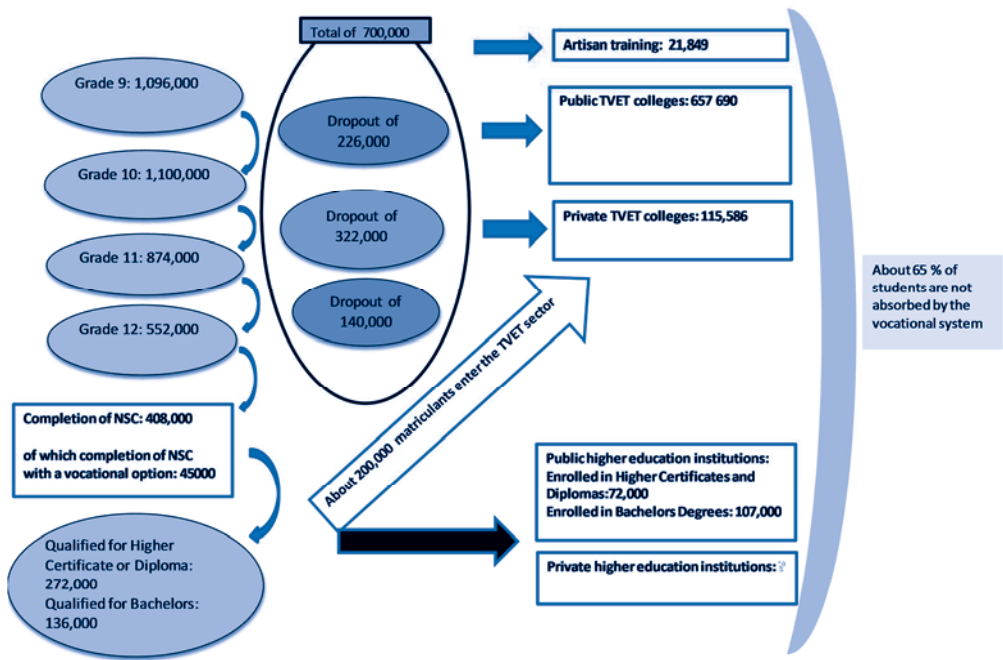 Total of 700,000
Grade 9: 1,096,000
Grade 10: 1,100,000
Grade 11: 874,000
Grade 12: 552,000
Completion of NSC: 408,000
of which completion of NSC
with a vocational option: 45000
Qualified for Higher
Certificate or Diploma:
272,000
Qualified for Bachelors:
136,000
Dropout of
226,000
Dropout of
322,000
Dropout of
140,000
About 200,000 matriculants enter the TVET sector
Artisan training: 21,849
Public TVET colleges: 657 690
Private TVET colleges: 115,586
Public higher education institutions:
Enrolled in Higher Certificates and
Diplomas:72,000
Enrolled in Bachelors Degrees: 107,000
Private higher education institutions: ?
About 65 % of
students are not
absorbed by the
vocational system